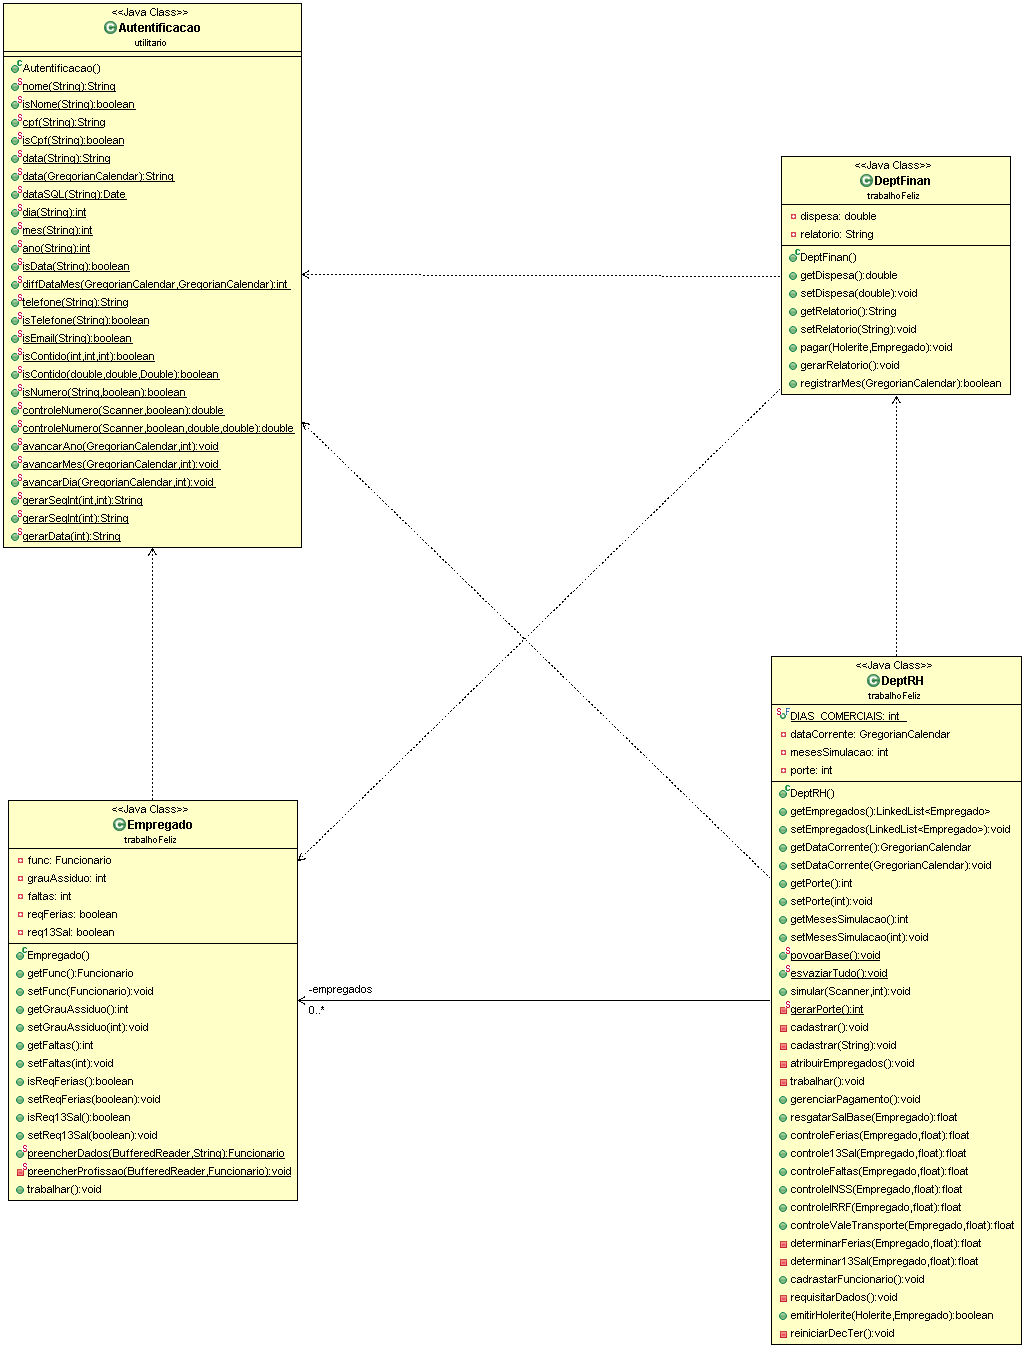 <<Java Class>>
Autentificacao
utilitario
Autentificacao()
nome(String):String
isNome(String):boolean
cpf(String):String
isCpf(String):boolean
data(String):String
data(GregorianCalendar):String
dataSQL(String):Date
dia(String):int
mes(String):int
ano(String):int
isData(String):boolean
diffDataMes(GregorianCalendar,GregorianCalendar):int
telefone(String):String
isTelefone(String):boolean
isEmail(String):boolean
isContido(int,int,int):boolean
isContido(double,double,Double):boolean
isNumero(String,boolean):boolean
controleNumero(Scanner,boolean):double
controleNumero(Scanner,boolean,double,double):double
avancarAno(GregorianCalendar,int):void
avancarMes(GregorianCalendar,int):void
avancarDia(GregorianCalendar,int):void
gerarSeqInt(int,int):String
gerarSeqInt(int):String
gerarData(int):String
<<Java Class>>
DeptFinan
trabalhoFeliz
dispesa: double
relatorio: String
DeptFinan()
getDispesa():double
setDispesa(double):void
getRelatorio():String
setRelatorio(String):void
pagar(Holerite,Empregado):void
gerarRelatorio():void
registrarMes(GregorianCalendar):boolean
<<Java Class>>
Empregado
trabalhoFeliz
func: Funcionario
grauAssiduo: int
faltas: int
reqFerias: boolean
req13Sal: boolean
Empregado()
getFunc():Funcionario
setFunc(Funcionario):void
getGrauAssiduo():int
setGrauAssiduo(int):void
getFaltas():int
setFaltas(int):void
isReqFerias():boolean
setReqFerias(boolean):void
isReq13Sal():boolean
setReq13Sal(boolean):void
preencherDados(BufferedReader,String):Funcionario
preencherProfissao(BufferedReader,Funcionario):void
trabalhar():void
-empregados
0..*
<<Java Class>>
DeptRH
trabalhoFeliz
DIAS_COMERCIAIS: int
dataCorrente: GregorianCalendar
mesesSimulacao: int
porte: int
DeptRH()
getEmpregados():LinkedList<Empregado>
setEmpregados(LinkedList<Empregado>):void
getDataCorrente():GregorianCalendar
setDataCorrente(GregorianCalendar):void
getPorte():int
setPorte(int):void
getMesesSimulacao():int
setMesesSimulacao(int):void
povoarBase():void
esvaziarTudo():void
simular(Scanner,int):void
gerarPorte():int
cadastrar():void
cadastrar(String):void
atribuirEmpregados():void
trabalhar():void
gerenciarPagamento():void
resgatarSalBase(Empregado):float
controleFerias(Empregado,float):float
controle13Sal(Empregado,float):float
controleFaltas(Empregado,float):float
controleINSS(Empregado,float):float
controleIRRF(Empregado,float):float
controleValeTransporte(Empregado,float):float
determinarFerias(Empregado,float):float
determinar13Sal(Empregado,float):float
cadrastarFuncionario():void
requisitarDados():void
emitirHolerite(Holerite,Empregado):boolean
reiniciarDecTer():void